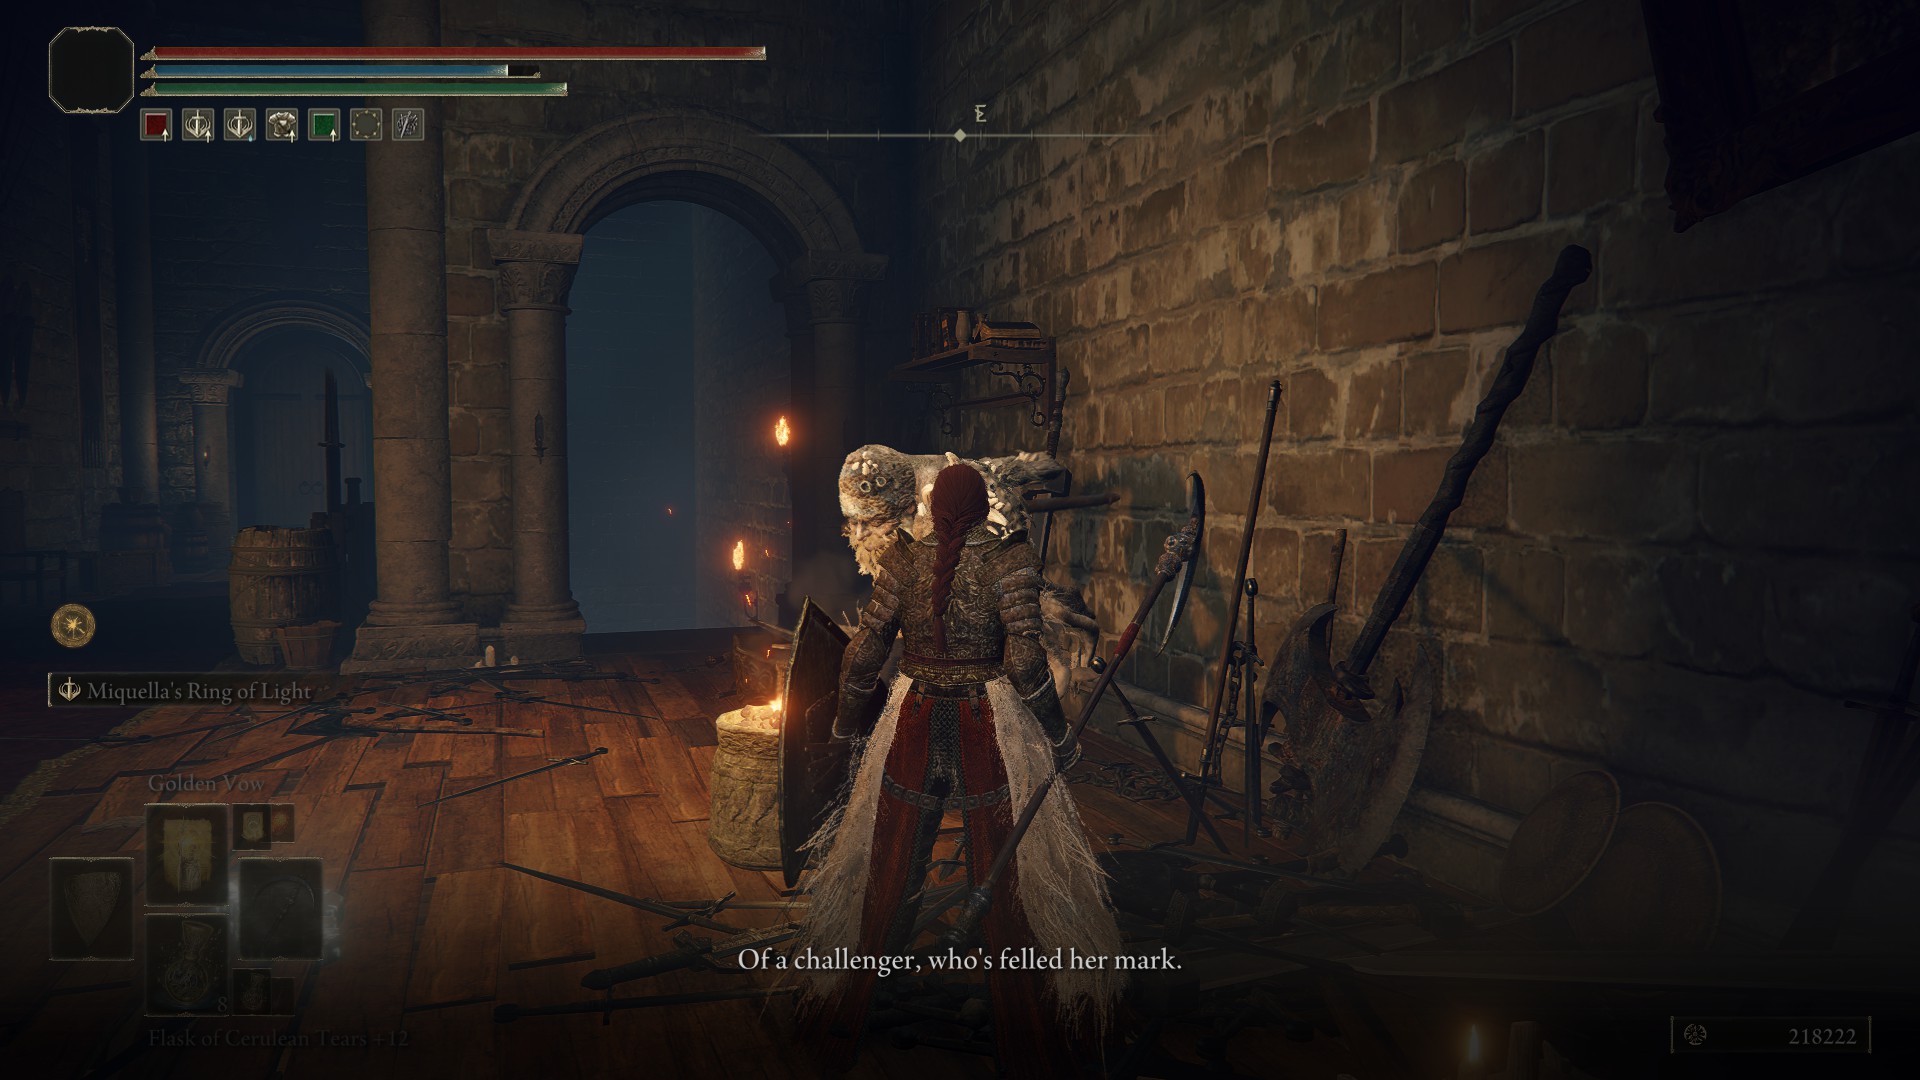 E
Miquella's Ring of Light
Golden Vow
8
Flask of Cerulean Tears +12
Of a challenger, who's felled her mark.
218222